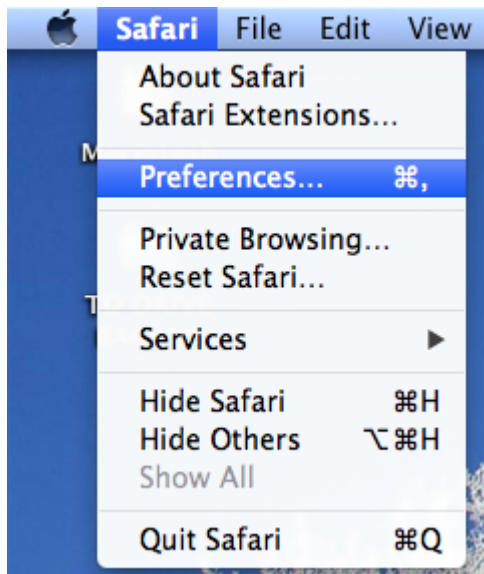 Safari File Edit View
About Safari
Safari Extensions...
Preferences... ⌘,
Private Browsing...
Reset Safari...
Services
Hide Safari ⌘H
Hide Others ⌥⌘H
Show All
Quit Safari ⌘Q